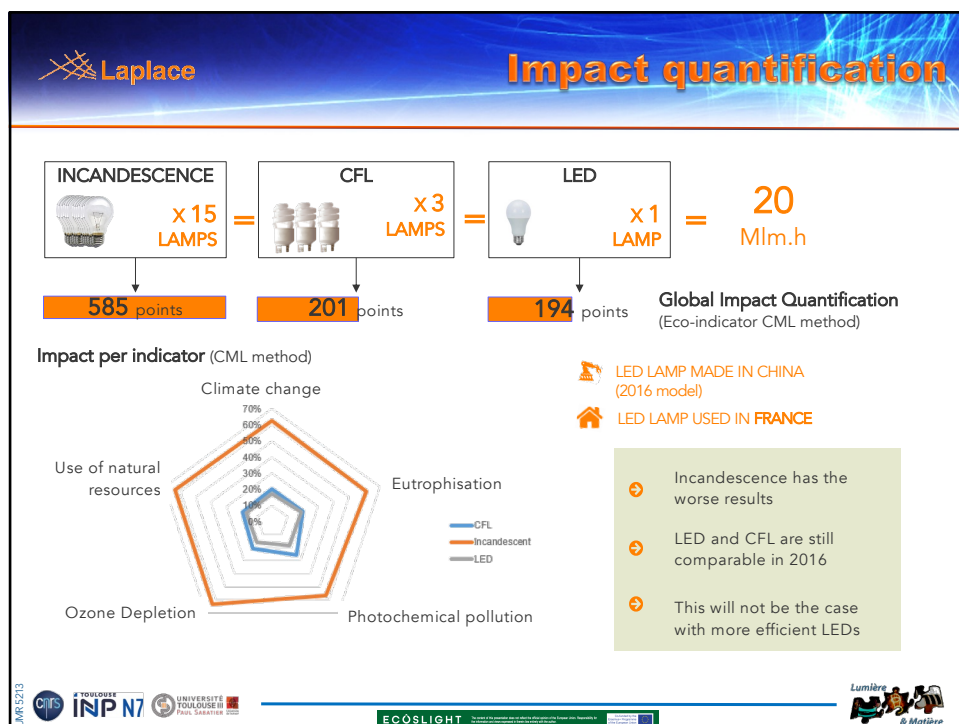 Laplace
Impact quantification
INCANDESCENCE
x 15
LAMPS
=
CFL
x 3
LAMPS
=
LED
x 1
LAMP
=
20
Mlm.h
585 points
201 points
194 points
Global Impact Quantification
(Eco-indicator CML method)
Impact per indicator (CML method)
LED LAMP MADE IN CHINA
(2016 model)
LED LAMP USED IN FRANCE
Climate change
70%
60%
50%
40%
30%
20%
10%
0%
Use of natural
resources
Eutrophisation
CFL
Incandescent
LED
Ozone Depletion
Photochemical pollution
Incandescence has the
worse results
LED and CFL are still
comparable in 2016
This will not be the case
with more efficient LEDs
UMR 5213
cnrs
TOULOUSE
INP N7
UNIVERSITÉ
TOULOUSE III
PAUL SABATIER
ECOSLIGHT
Lumière
& Matière